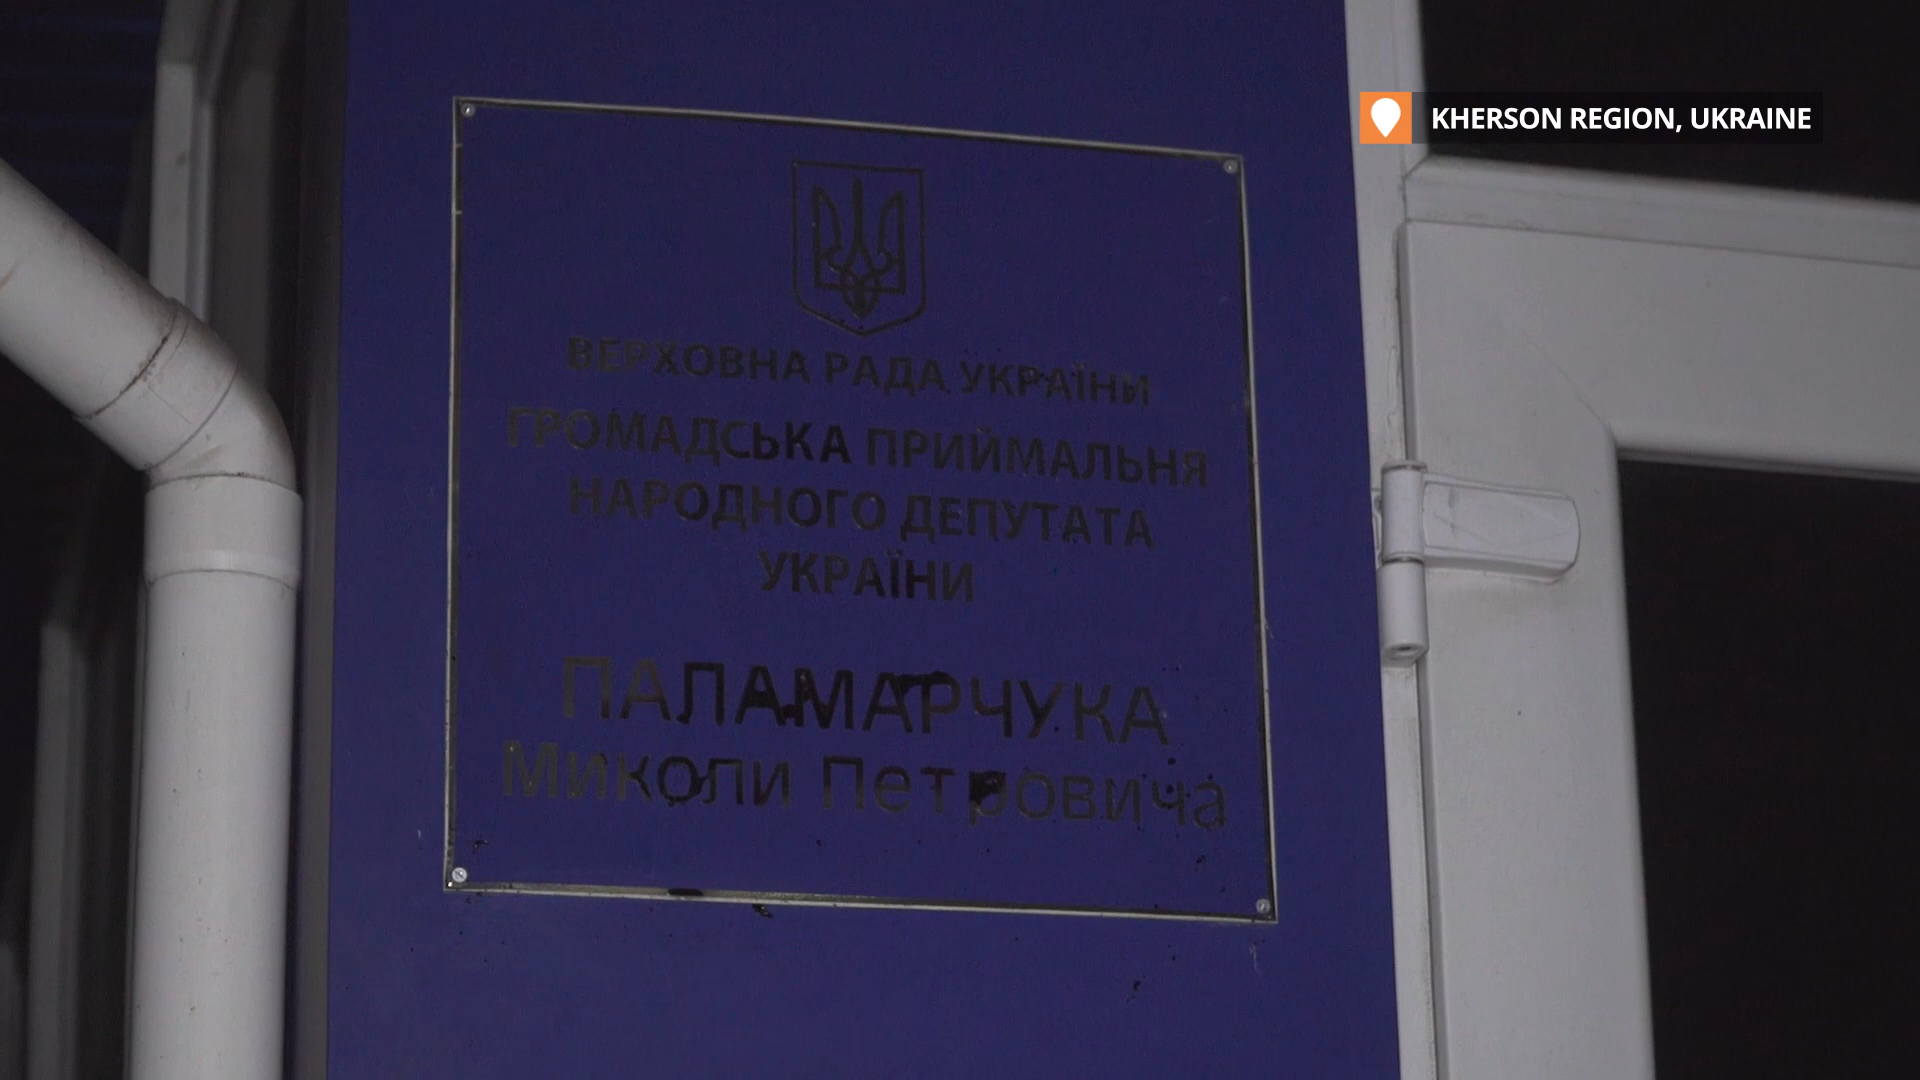 KHERSON REGION, UKRAINE
ВЕРХОВНА РАДА УКРАЇНИ
ГРОМАДСЬКА ПРИЙМАЛЬНЯ
НАРОДНОГО ДЕПУТАТА
УКРАЇНИ
ПАЛАМАРЧУКА
Миколи Петровича